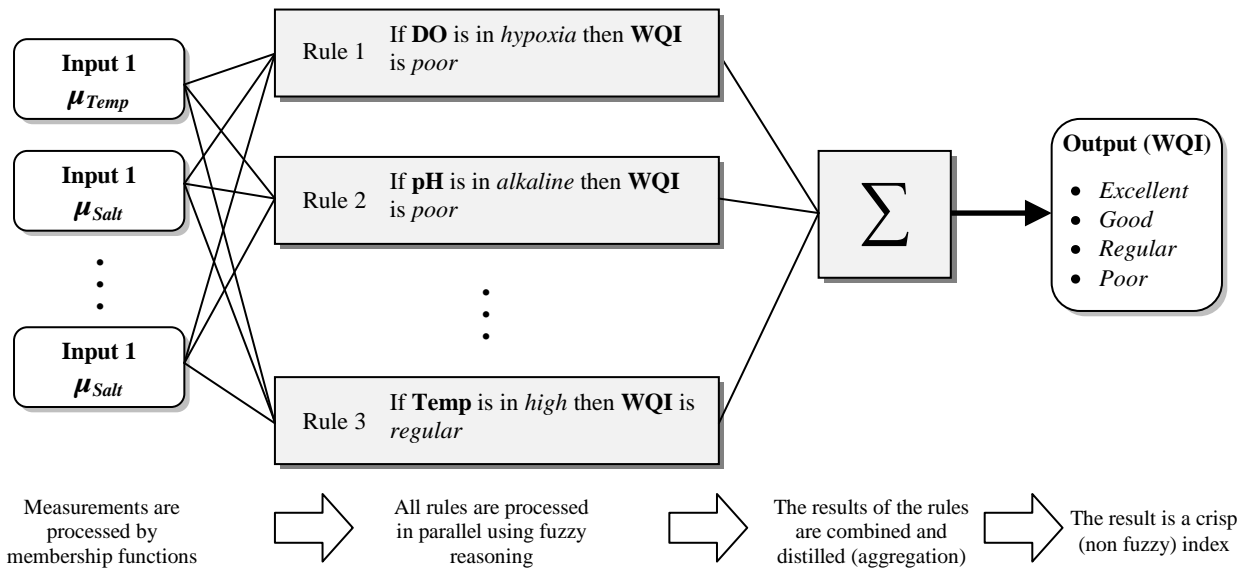 Input 1
μTemp
Input 1
μSalt
Input 1
μSalt
Rule 1
If DO is in hypoxia then WQI
is poor
Rule 2
If pH is in alkaline then WQI
is poor
Rule 3
If Temp is in high then WQI is
regular
∑
Output (WQI)
• Excellent
• Good
• Regular
• Poor
Measurements are
processed by
membership functions
All rules are processed
in parallel using fuzzy
reasoning
The results of the rules
are combined and
distilled (aggregation)
The result is a crisp
(non fuzzy) index